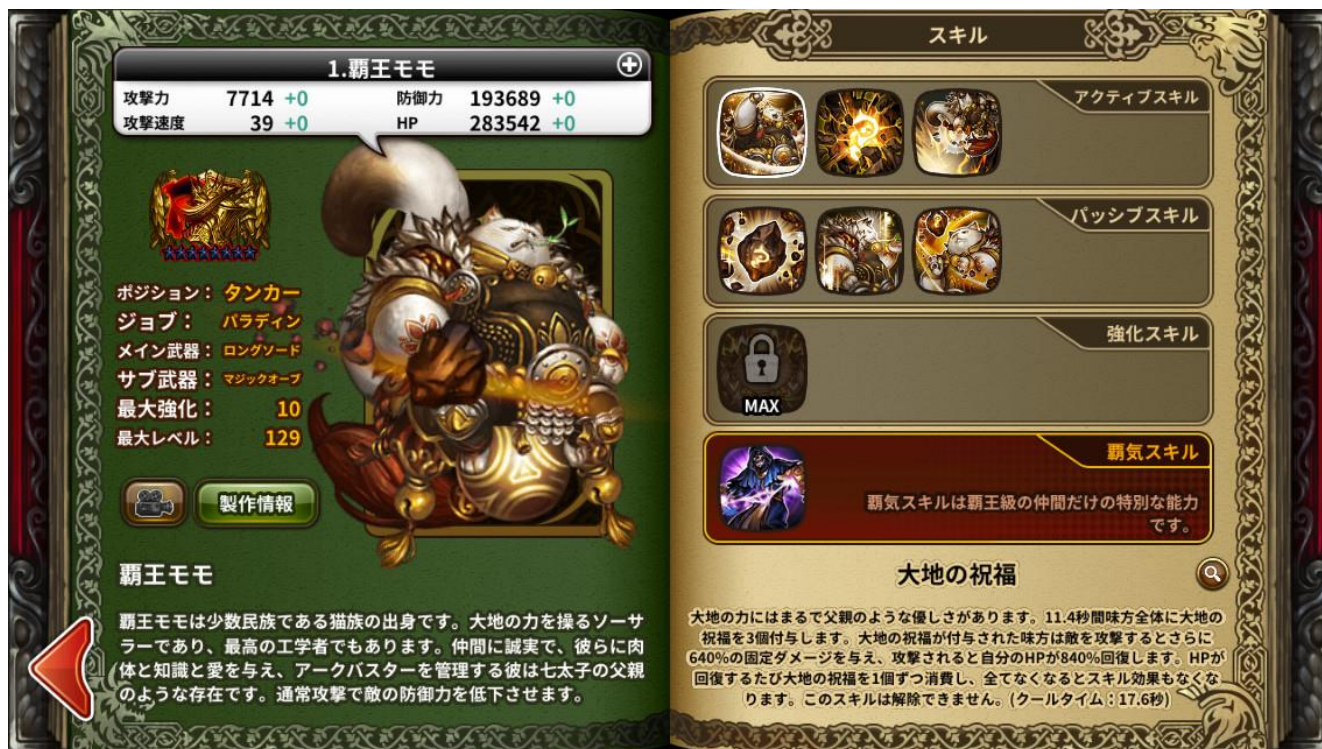 1.覇王モモ
攻撃力 7714 +0 防御力 193689 +0
攻撃速度 39 +0 HP 283542 +0
ポジション： タンカー
ジョブ： パラディン
メイン武器： ロングソード
サブ武器： マジックオーブ
最大強化： 10
最大レベル： 129
製作情報
覇王モモ
覇王モモは少数民族である猫族の出身です。大地の力を操るソーサ
ラーであり、最高の工学者でもあります。仲間に誠実で、彼らに肉
体と知識と愛を与え、アークバスターを管理する彼は七太子の父親
のような存在です。通常攻撃で敵の防御力を低下させます。
スキル
アクティブスキル
パッシブスキル
強化スキル
MAX
覇気スキル
覇気スキルは覇王級の仲間だけの特別な能力
です。
大地の祝福
大地の力にはまるで父親のような優しさがあります。11.4秒間味方全体に大地の
祝福を3個付与します。大地の祝福が付与された味方は敵を攻撃するとさらに
640%の固定ダメージを与え、攻撃されると自分のHPが840%回復します。HPが
回復するたび大地の祝福を1個ずつ消費し、全てなくなるとスキル効果もなくな
ります。このスキルは解除できません。(クールタイム：17.6秒)